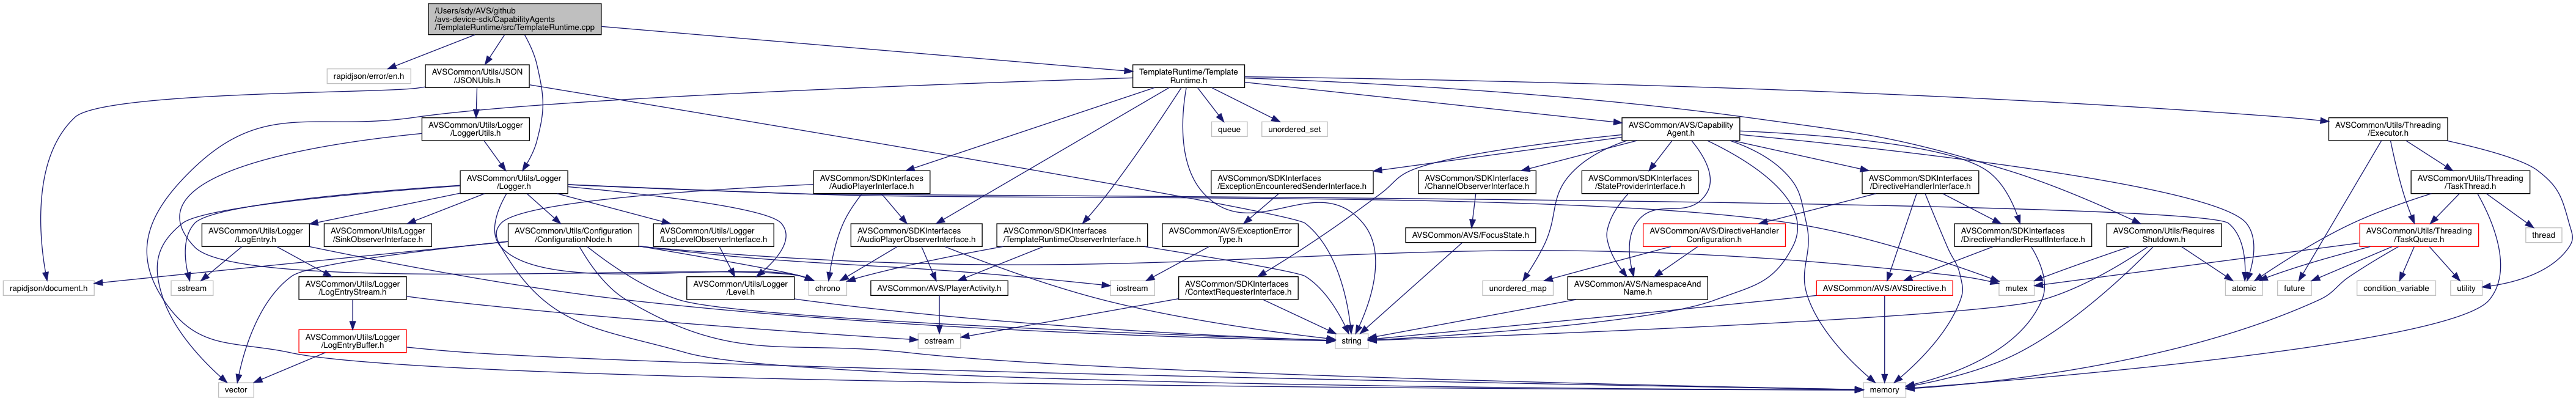 /Users/sdy/AVS/github
/avs-device-sdk/CapabilityAgents
/TemplateRuntime/src/TemplateRuntime.cpp
rapidjson/error/en.h
AVSCommon/Utils/JSON
/JSONUtils.h
TemplateRuntime/Template
Runtime.h
AVSCommon/Utils/Logger
/LoggerUtils.h
queue
unordered_set
AVSCommon/AVS/Capability
Agent.h
AVSCommon/Utils/Threading
/Executor.h
AVSCommon/Utils/Logger
/Logger.h
AVSCommon/SDKInterfaces
/AudioPlayerInterface.h
AVSCommon/SDKInterfaces
/ExceptionEncounteredSenderInterface.h
AVSCommon/SDKInterfaces
/ChannelObserverInterface.h
AVSCommon/SDKInterfaces
/StateProviderInterface.h
AVSCommon/SDKInterfaces
/DirectiveHandlerInterface.h
AVSCommon/Utils/Threading
/TaskThread.h
AVSCommon/Utils/Logger
/LogEntry.h
AVSCommon/Utils/Logger
/SinkObserverInterface.h
AVSCommon/Utils/Configuration
/ConfigurationNode.h
AVSCommon/Utils/Logger
/LogLevelObserverInterface.h
AVSCommon/SDKInterfaces
/AudioPlayerObserverInterface.h
AVSCommon/SDKInterfaces
/TemplateRuntimeObserverInterface.h
AVSCommon/AVS/ExceptionError
Type.h
AVSCommon/AVS/FocusState.h
AVSCommon/AVS/DirectiveHandler
Configuration.h
AVSCommon/SDKInterfaces
/DirectiveHandlerResultInterface.h
AVSCommon/Utils/Requires
Shutdown.h
AVSCommon/Utils/Threading
/TaskQueue.h
thread
rapidjson/document.h
sstream
AVSCommon/Utils/Logger
/LogEntryStream.h
AVSCommon/Utils/Logger
/Level.h
chrono
AVSCommon/AVS/PlayerActivity.h
iostream
AVSCommon/SDKInterfaces
/ContextRequesterInterface.h
unordered_map
AVSCommon/AVS/NamespaceAnd
Name.h
AVSCommon/AVS/AVSDirective.h
mutex
atomic
future
condition_variable
utility
AVSCommon/Utils/Logger
/LogEntryBuffer.h
ostream
string
vector
memory